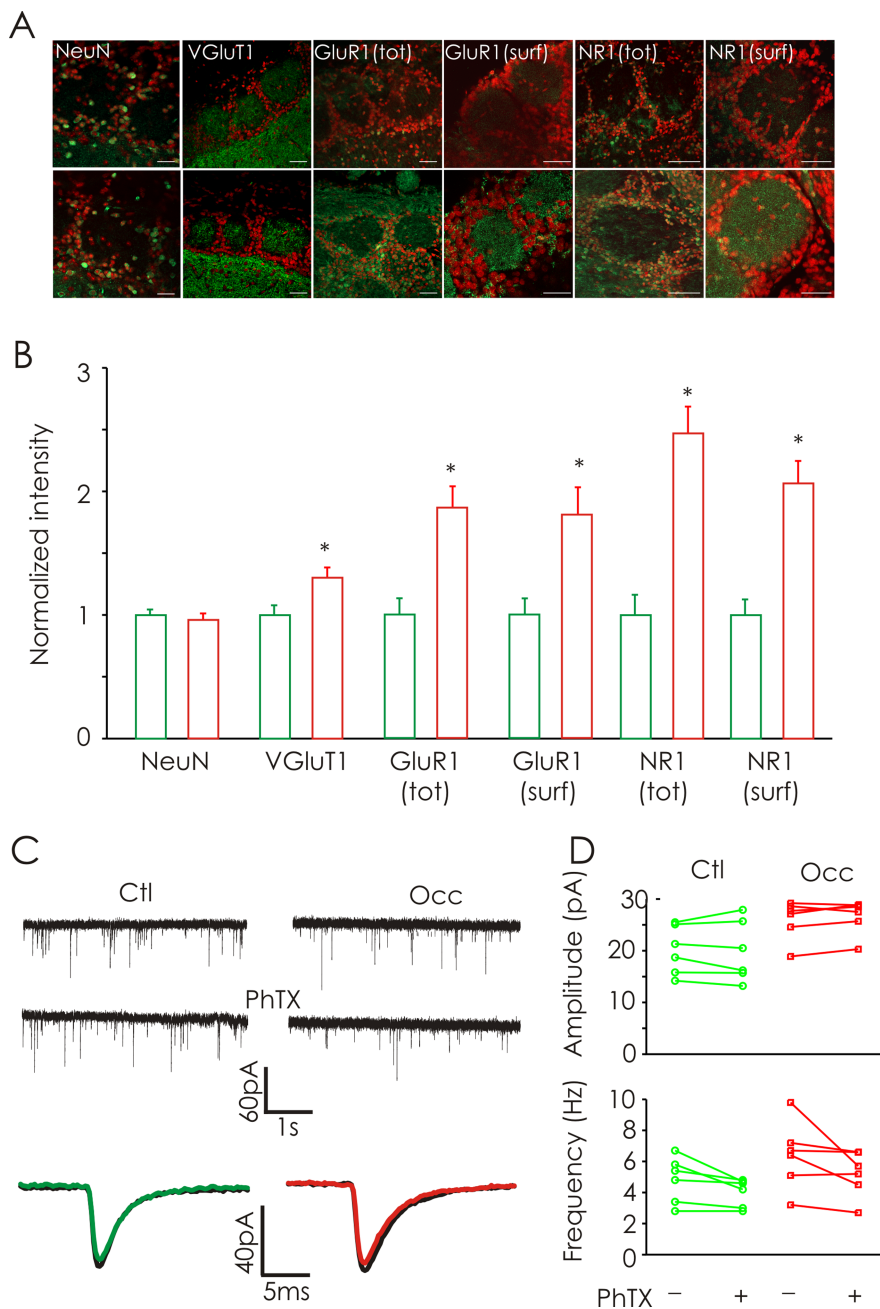 A
NeuN
VGluT1
GluR1(tot)
GluR1(surf)
NR1(tot)
NR1(surf)
B
Normalized intensity
3
2
1
0
*
*
*
*
*
NeuN
VGluT1
GluR1
(tot)
GluR1
(surf)
NR1
(tot)
NR1
(surf)
C
Ctl
Occ
PhTX
60pA
1s
40pA
5ms
D
Ctl
Occ
Amplitude (pA)
30
20
10
0
Frequency (Hz)
10
8
6
4
2
0
PhTX − + − +